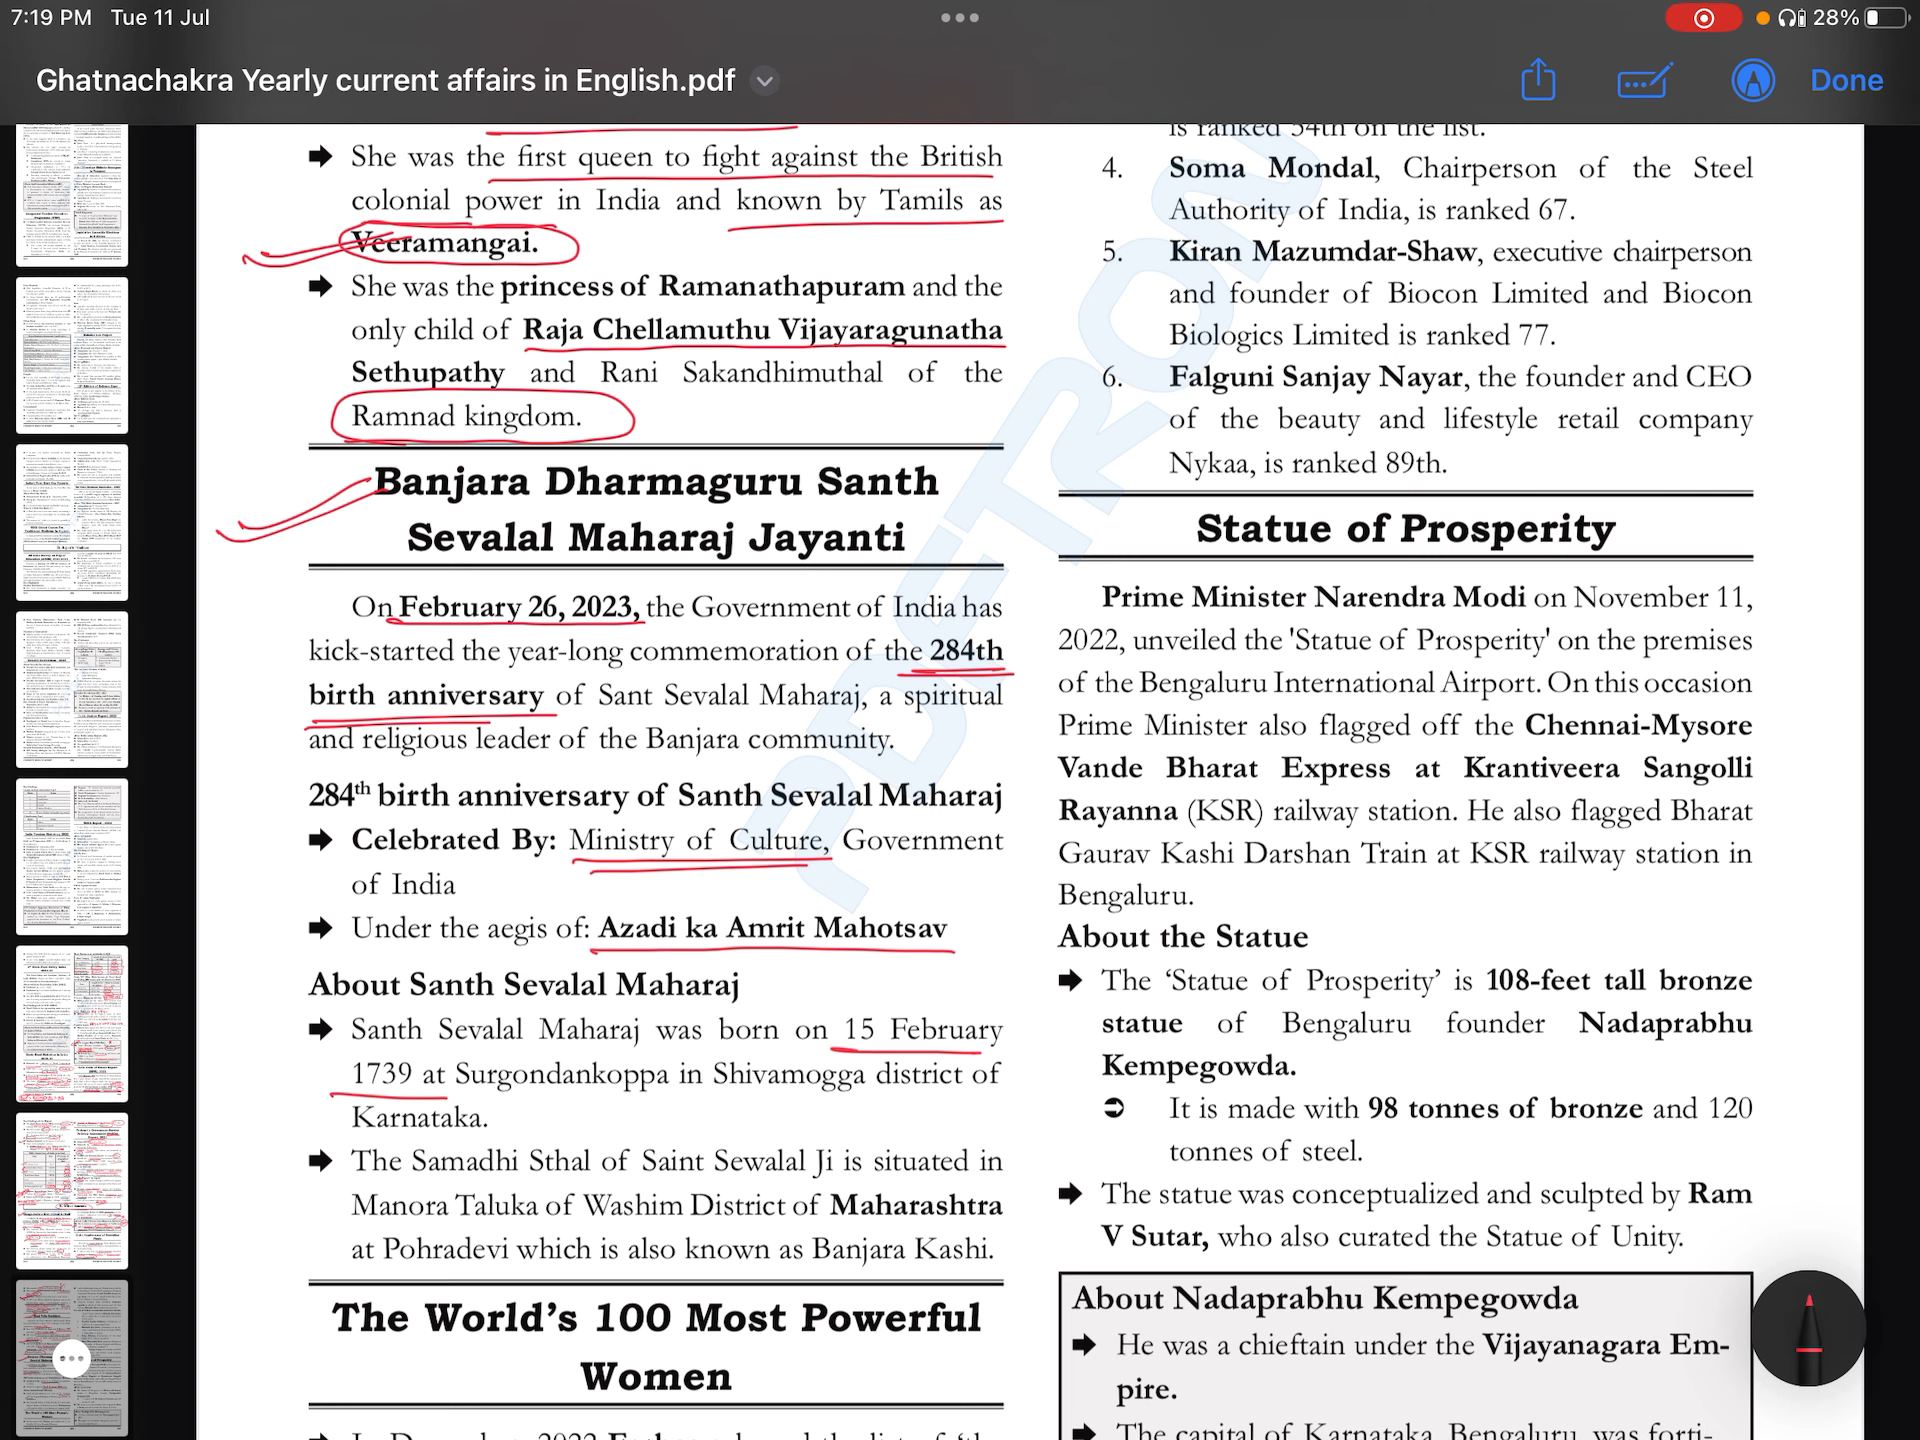 7:19 PM Tue 11 Jul
28%
Ghatnachakra Yearly current affairs in English.pdf
Done
She was the first queen to fight against the British
colonial power in India and known by Tamils as
Veeramangai.
She was the princess of Ramanathapuram and the
only child of Raja Chellamuthu Vijayaragunatha
Sethupathy and Rani Sakandhimuthal of the
Ramnad kingdom.
Banjara Dharmaguru Santh
Sevalal Maharaj Jayanti
On February 26, 2023, the Government of India has
kick-started the year-long commemoration of the 284th
birth anniversary of Sant Sevalal Maharaj, a spiritual
and religious leader of the Banjara community.
284th birth anniversary of Santh Sevalal Maharaj
Celebrated By: Ministry of Culture, Government
of India
Under the aegis of: Azadi ka Amrit Mahotsav
About Santh Sevalal Maharaj
Santh Sevalal Maharaj was born on 15 February
1739 at Surgondankoppa in Shivamogga district of
Karnataka.
The Samadhi Sthal of Saint Sewalal Ji is situated in
Manora Taluka of Washim District of Maharashtra
at Pohradevi which is also known as Banjara Kashi.
The World's 100 Most Powerful
Women
is ranked 54th on the list.
4. Soma Mondal, Chairperson of the Steel
Authority of India, is ranked 67.
5. Kiran Mazumdar-Shaw, executive chairperson
and founder of Biocon Limited and Biocon
Biologics Limited is ranked 77.
6. Falguni Sanjay Nayar, the founder and CEO
of the beauty and lifestyle retail company
Nykaa, is ranked 89th.
Statue of Prosperity
Prime Minister Narendra Modi on November 11,
2022, unveiled the 'Statue of Prosperity' on the premises
of the Bengaluru International Airport. On this occasion
Prime Minister also flagged off the Chennai-Mysore
Vande Bharat Express at Krantiveera Sangolli
Rayanna (KSR) railway station. He also flagged Bharat
Gaurav Kashi Darshan Train at KSR railway station in
Bengaluru.
About the Statue
The 'Statue of Prosperity' is 108-feet tall bronze
statue of Bengaluru founder Nadaprabhu
Kempegowda.
It is made with 98 tonnes of bronze and 120
tonnes of steel.
The statue was conceptualized and sculpted by Ram
V Sutar, who also curated the Statue of Unity.
About Nadaprabhu Kempegowda
He was a chieftain under the Vijayanagara Em-
pire.
The capital of Karnataka, Bengaluru, was forti-